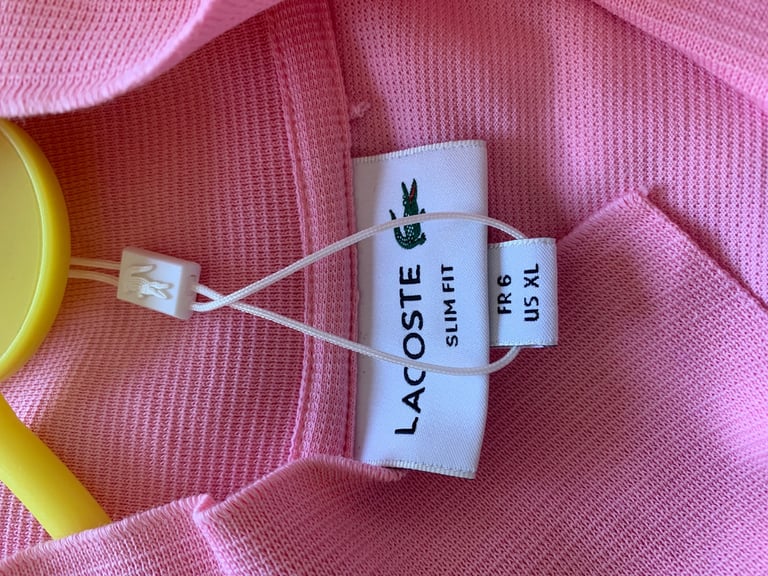 LACOSTE
SLIM FIT
FR 6
US XL